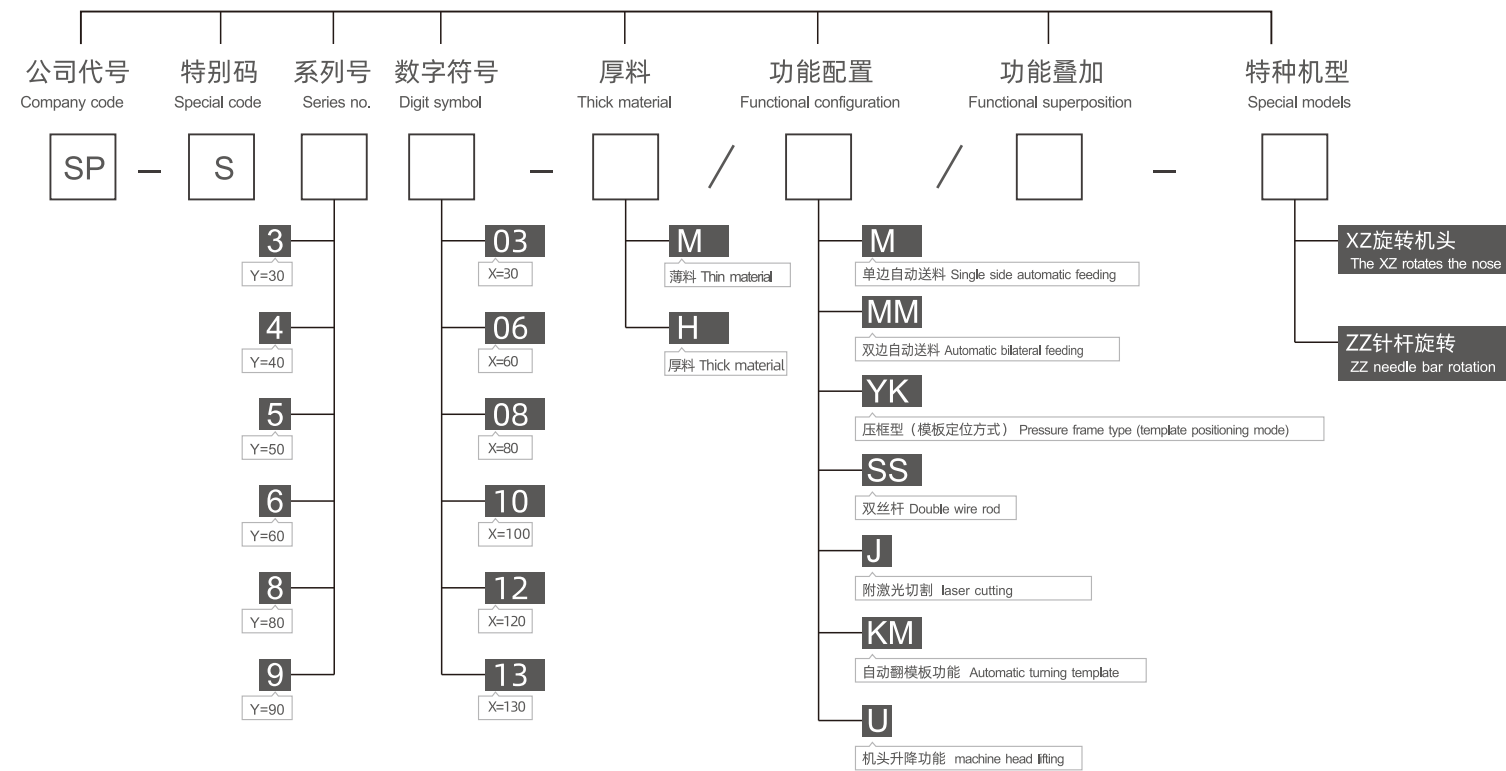 公司代号
Company code
特别码
Special code
系列号
Series no.
数字符号
Digit symbol
厚料
Thick material
功能配置
Functional configuration
功能叠加
Functional superposition
特种机型
Special models
SP – S – / / –
3
Y=30
4
Y=40
5
Y=50
6
Y=60
8
Y=80
9
Y=90
03
X=30
06
X=60
08
X=80
10
X=100
12
X=120
13
X=130
M
薄料 Thin material
H
厚料 Thick material
M
单边自动送料 Single side automatic feeding
MM
双边自动送料 Automatic bilateral feeding
YK
压框型（模板定位方式） Pressure frame type (template positioning mode)
SS
双丝杆 Double wire rod
J
附激光切割 laser cutting
KM
自动翻模板功能 Automatic turning template
U
机头升降功能 machine head lifting
XZ旋转机头
The XZ rotates the nose
ZZ针杆旋转
ZZ needle bar rotation